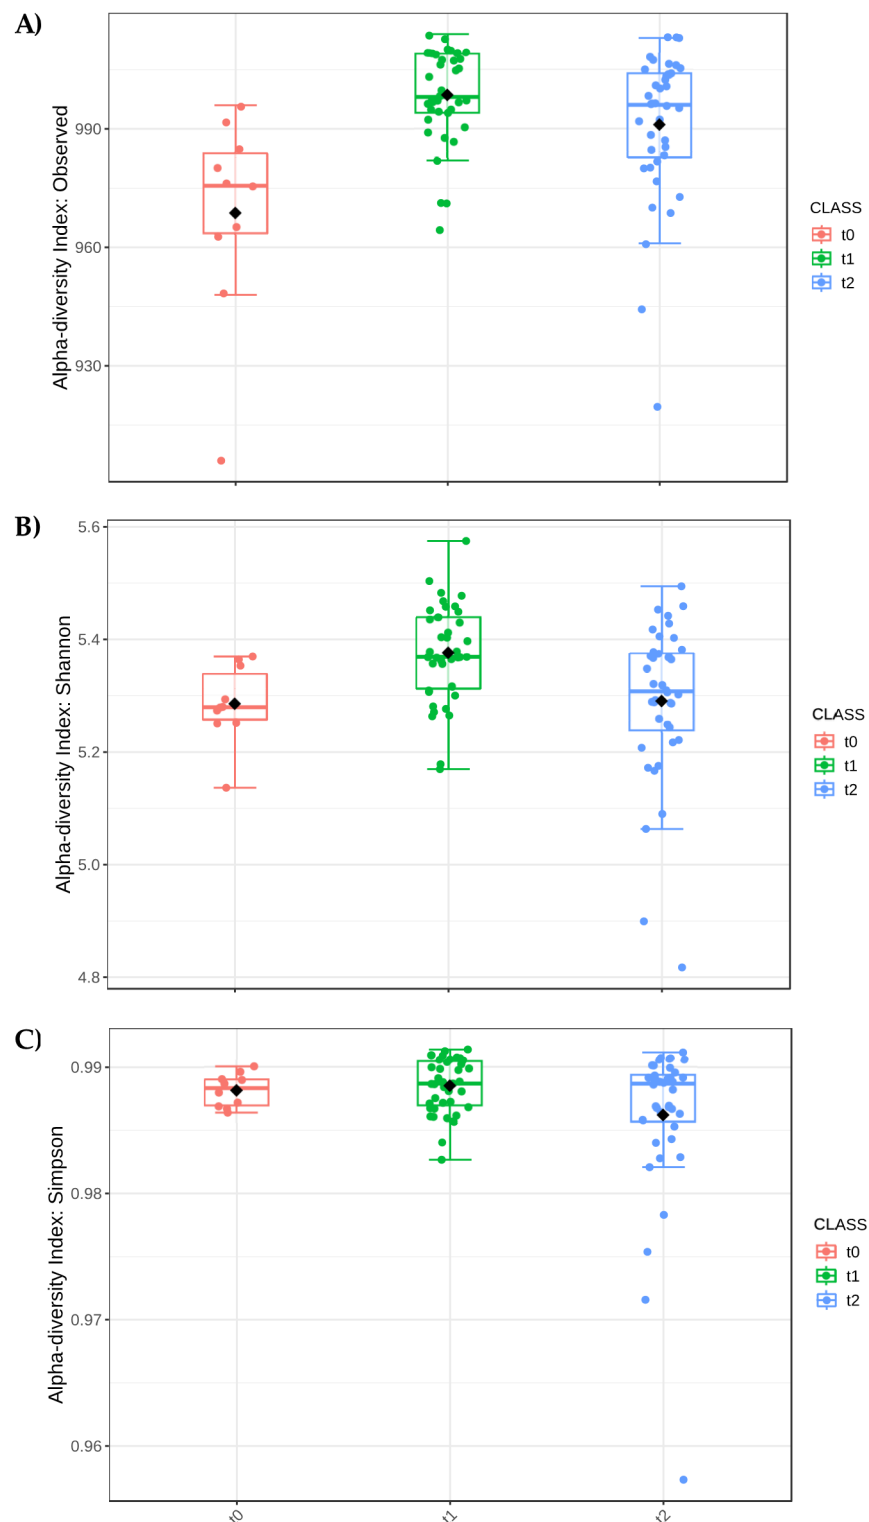 A)
Alpha-diversity Index: Observed
990
960
930
CLASS
t0
t1
t2
B)
Alpha-diversity Index: Shannon
5.6
5.4
5.2
5.0
4.8
CLASS
t0
t1
t2
C)
Alpha-diversity Index: Simpson
0.99
0.98
0.97
0.96
CLASS
t0
t1
t2
t0
t1
t2